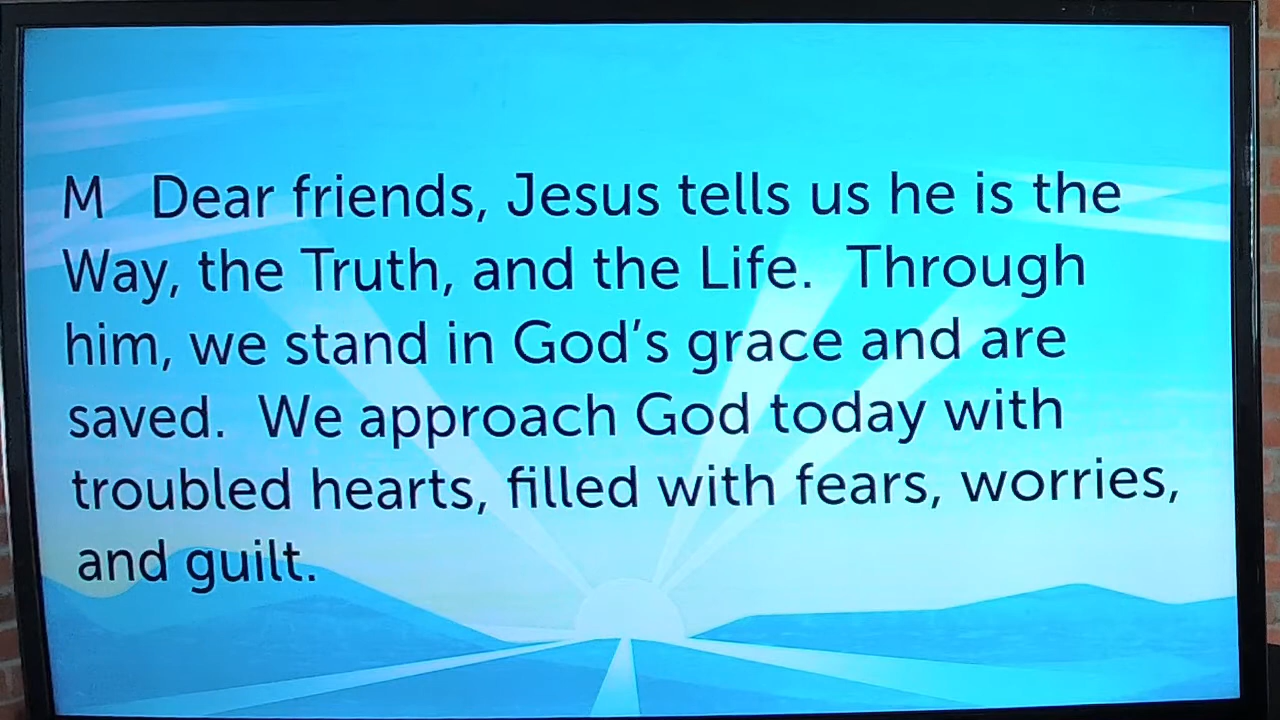 M Dear friends, Jesus tells us he is the
Way, the Truth, and the Life. Through
him, we stand in God's grace and are
saved. We approach God today with
troubled hearts, filled with fears, worries,
and guilt.